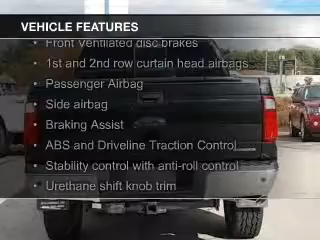 VEHICLE FEATURES
• Front Ventilated disc brakes
• 1st and 2nd row curtain head airbags
• Passenger Airbag
• Side airbag
Braking Assist
• ABS and Driveline Traction Control
• Stability control with anti-roll control
• Urethane shift knob trim